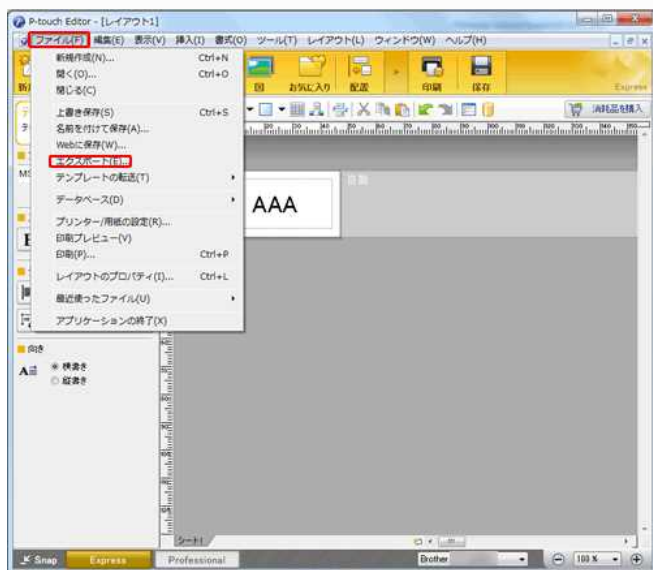 P-touch Editor - [レイアウト1]
ファイル(F) 編集(E) 表示(V) 挿入(I) 書式(O) ツール(T) レイアウト(L) ウィンドウ(W) ヘルプ(H)
新規作成(N)... Ctrl+N
開く(O)... Ctrl+O
閉じる(C)
図 お気に入り 配置 印刷 保存 Express
上書き保存(S) Ctrl+S
消耗品を購入
名前を付けて保存(A)...
Webに保存(W)...
エクスポート(E)...
テンプレートの転送(T)
データベース(D)
AAA
プリンター/用紙の設定(R)...
印刷プレビュー(V)
印刷(P)... Ctrl+P
レイアウトのプロパティ(I)... Ctrl+L
最近使ったファイル(U)
アプリケーションの終了(X)
向き
A 横書き
縦書き
シート1
Snap Express Professional Brother 100 %